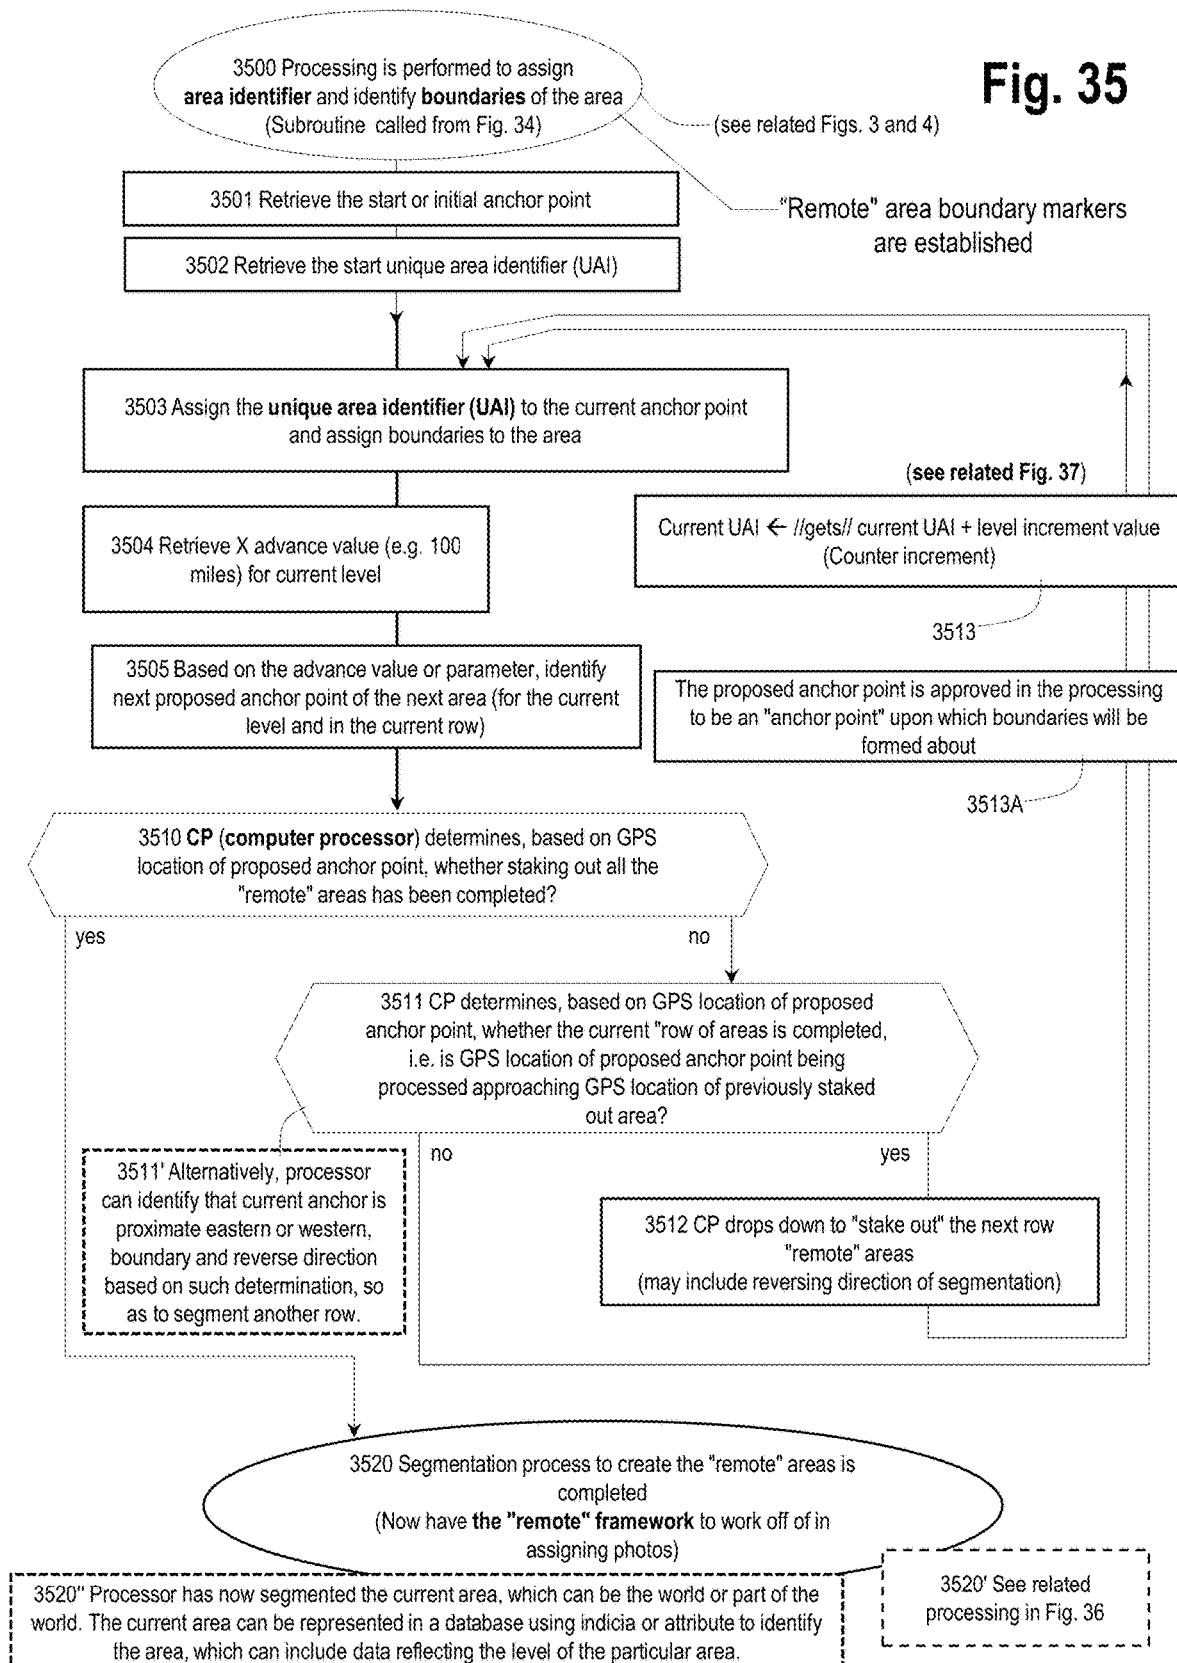 Fig. 35
3500 Processing is performed to assign
area identifier and identify boundaries of the area
(Subroutine called from Fig. 34)
(see related Figs. 3 and 4)
3501 Retrieve the start or initial anchor point
"Remote" area boundary markers
are established
3502 Retrieve the start unique area identifier (UAI)
3503 Assign the unique area identifier (UAI) to the current anchor point
and assign boundaries to the area
(see related Fig. 37)
3504 Retrieve X advance value (e.g. 100
miles) for current level
Current UAI ← //gets// current UAI + level increment value
(Counter increment)
3513
3505 Based on the advance value or parameter, identify
next proposed anchor point of the next area (for the current
level and in the current row)
The proposed anchor point is approved in the processing
to be an "anchor point" upon which boundaries will be
formed about
3513A
3510 CP (computer processor) determines, based on GPS
location of proposed anchor point, whether staking out all the
"remote" areas has been completed?
yes
no
3511 CP determines, based on GPS location of proposed
anchor point, whether the current "row of areas is completed,
i.e. is GPS location of proposed anchor point being
processed approaching GPS location of previously staked
out area?
no
yes
3511' Alternatively, processor
can identify that current anchor is
proximate eastern or western,
boundary and reverse direction
based on such determination, so
as to segment another row.
3512 CP drops down to "stake out" the next row
"remote" areas
(may include reversing direction of segmentation)
3520 Segmentation process to create the "remote" areas is
completed
(Now have the "remote" framework to work off of in
assigning photos)
3520" Processor has now segmented the current area, which can be the world or part of the
world. The current area can be represented in a database using indicia or attribute to identify
the area, which can include data reflecting the level of the particular area.
3520' See related
processing in Fig. 36